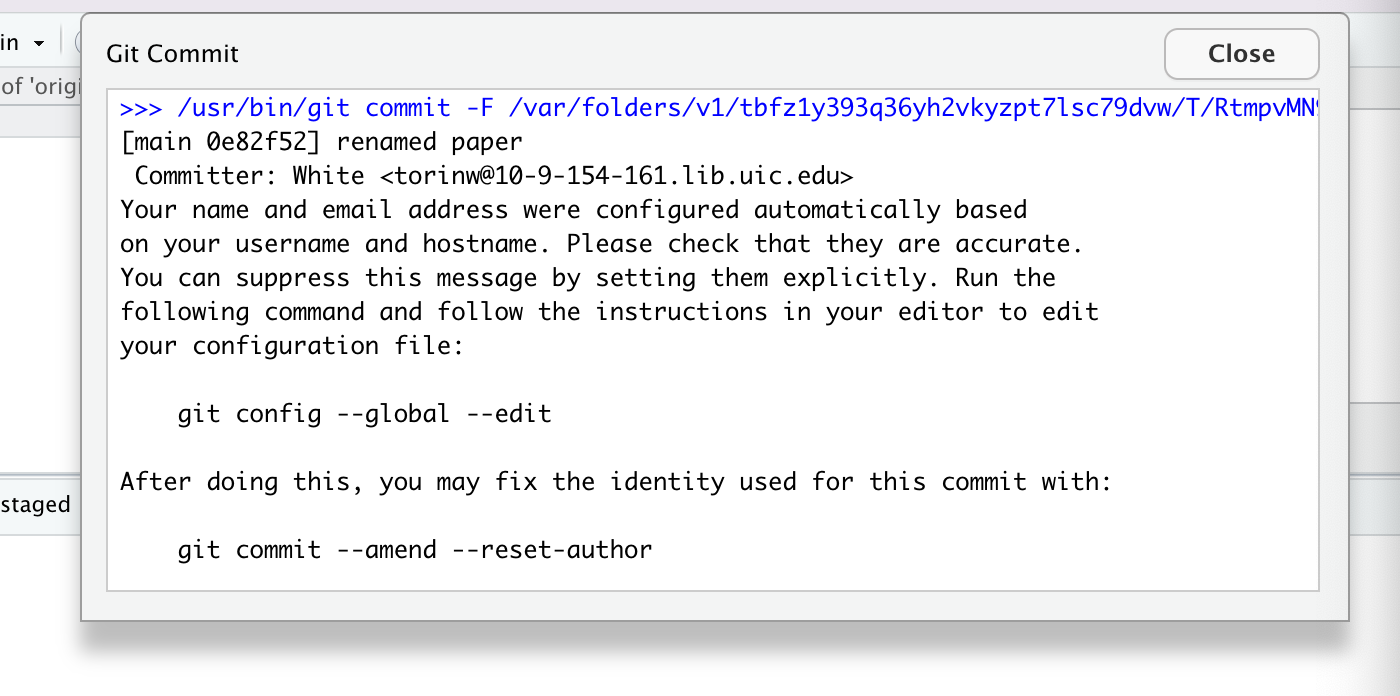 in
of 'origi
Git Commit
Close
>>> /usr/bin/git commit -F /var/folders/v1/tbfz1y393q36yh2vkyzpt7lsc79dvw/T/RtmpvMN9
[main 0e82f52] renamed paper
 Committer: White <torinw@10-9-154-161.lib.uic.edu>
Your name and email address were configured automatically based
on your username and hostname. Please check that they are accurate.
You can suppress this message by setting them explicitly. Run the
following command and follow the instructions in your editor to edit
your configuration file:
    git config --global --edit
After doing this, you may fix the identity used for this commit with:
    git commit --amend --reset-author
staged